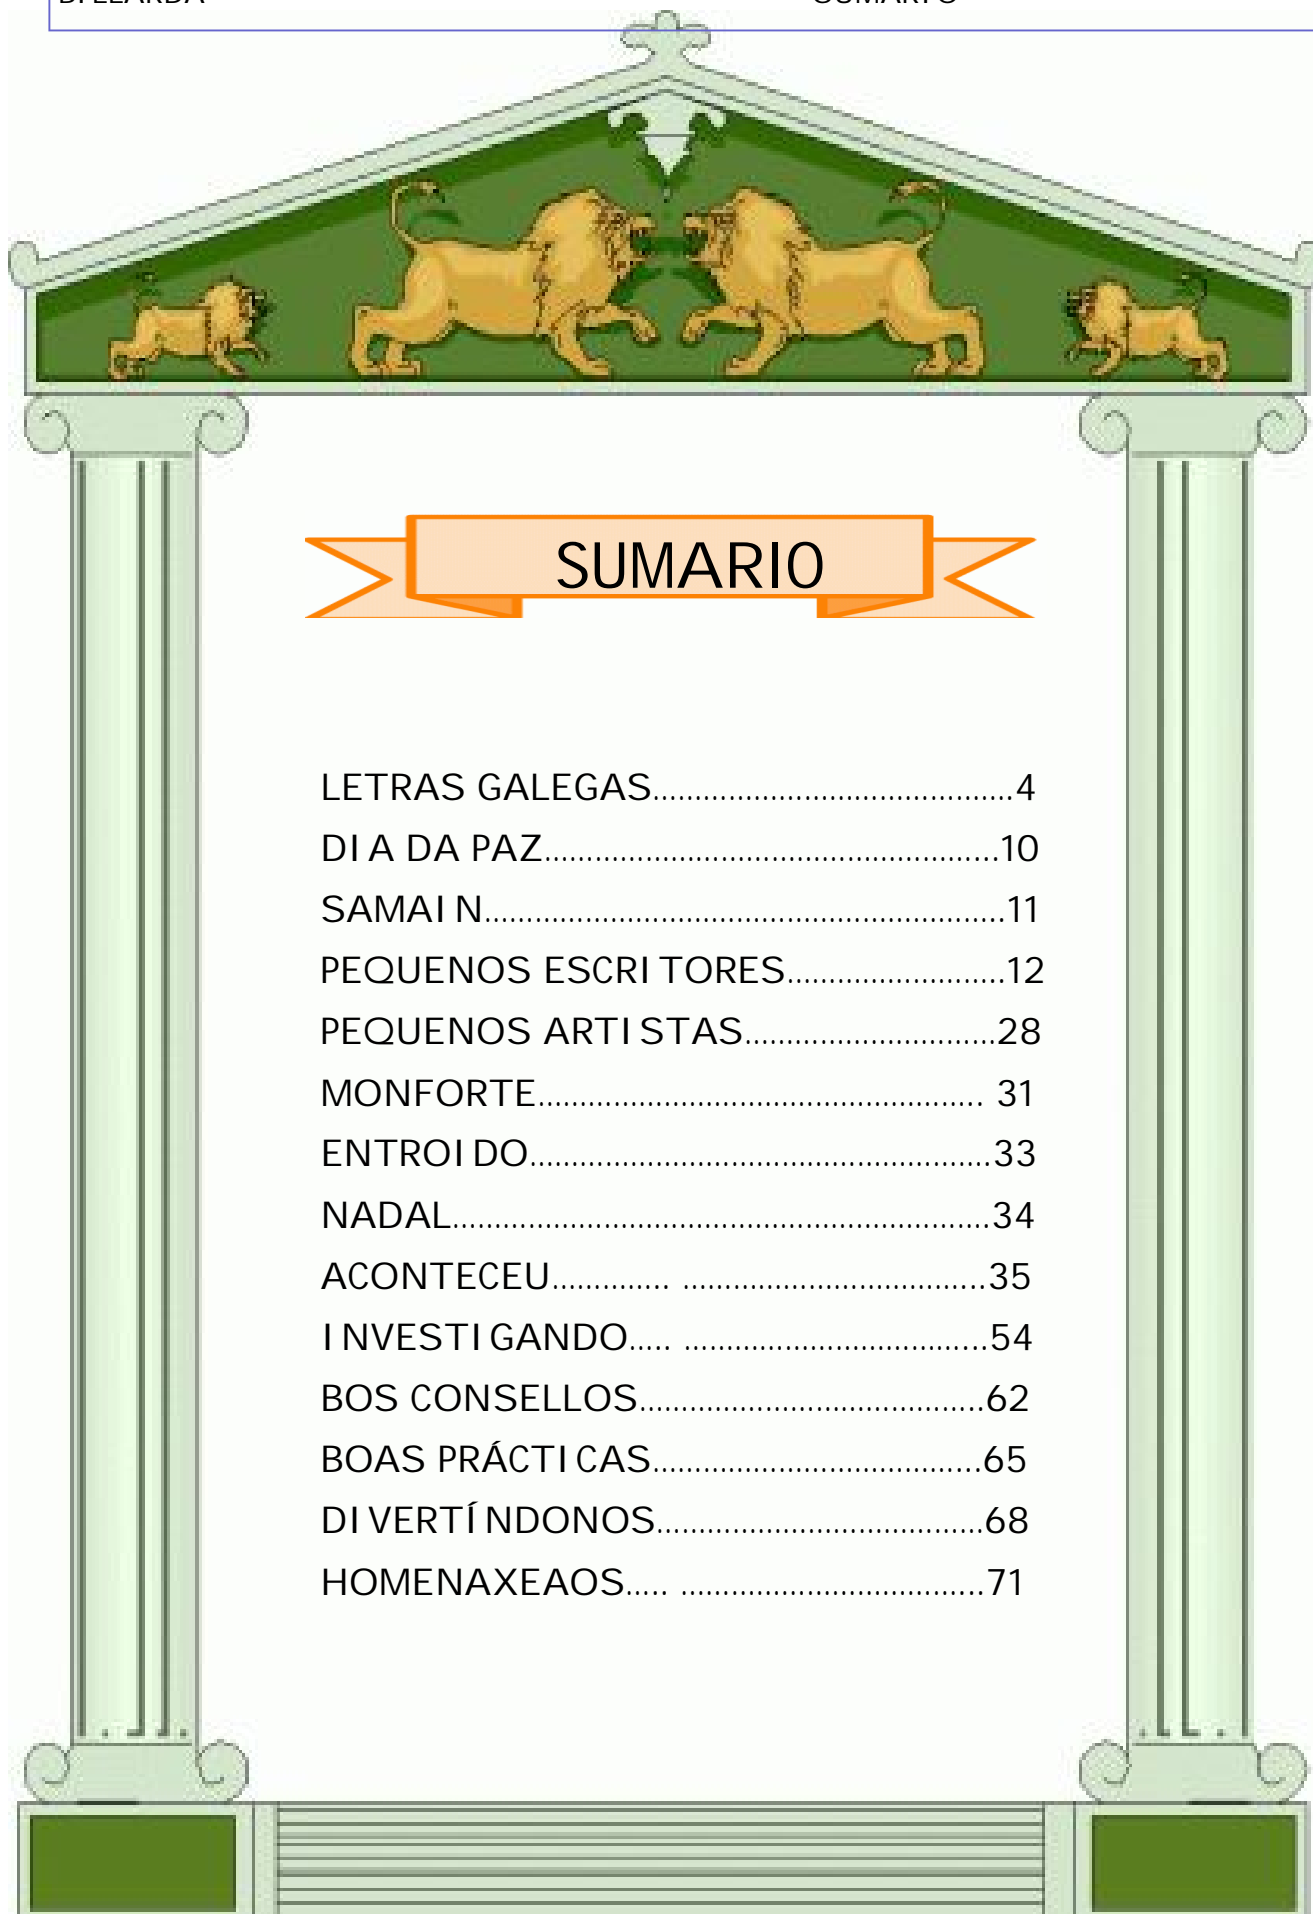 SUMARIO
LETRAS GALEGAS..........................................4
DIA DA PAZ.....................................................10
SAMAIN............................................................11
PEQUENOS ESCRITORES.........................12
PEQUENOS ARTISTAS.............................28
MONFORTE.................................................... 31
ENTROIDO......................................................33
NADAL...............................................................34
ACONTECEU.............. ...................................35
INVESTIGANDO..... ...................................54
BOS CONSELLOS........................................62
BOAS PRÁCTICAS......................................65
DIVERTÍNDONOS......................................68
HOMENAXEAOS..... ...................................71